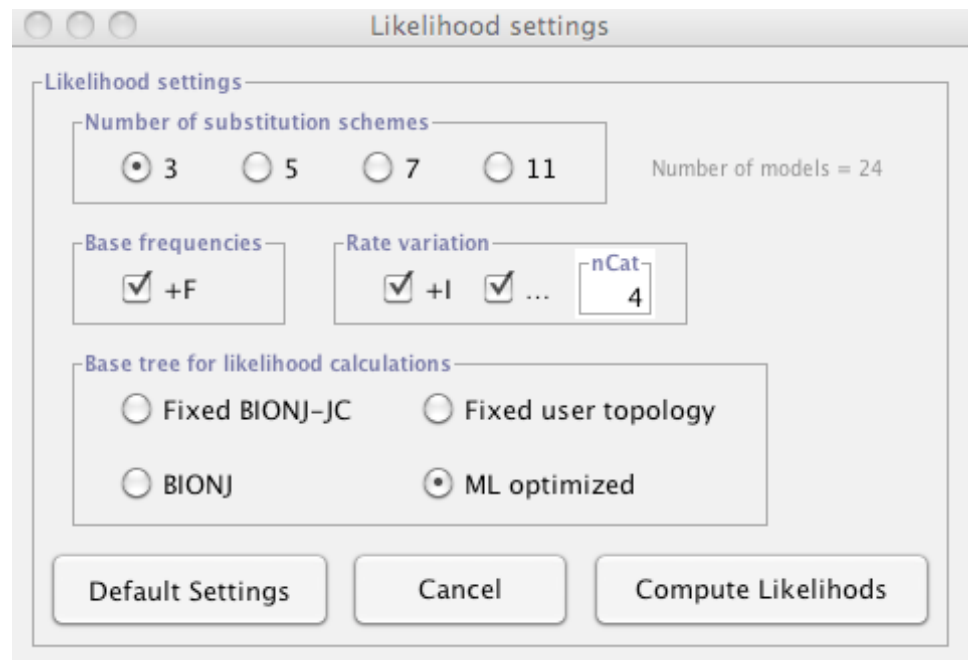 Likelihood settings
Likelihood settings
Number of substitution schemes
3 5 7 11 Number of models = 24
Base frequencies Rate variation
nCat
+F +I ... 4
Base tree for likelihood calculations
Fixed BIONJ-JC Fixed user topology
BIONJ ML optimized
Default Settings Cancel Compute Likelihods